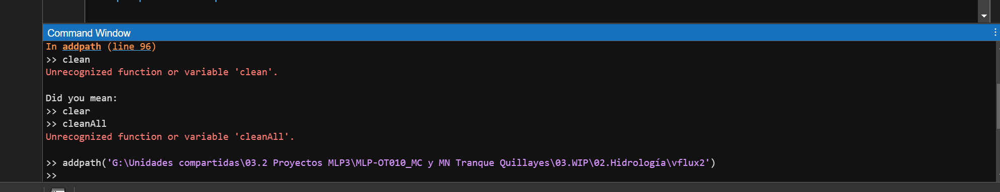 Command Window
In addpath (line 96)
>> clean
Unrecognized function or variable 'clean'.
Did you mean:
>> clear
>> cleanAll
Unrecognized function or variable 'cleanAll'.
>> addpath('G:\Unidades compartidas\03.2 Proyectos MLP3\MLP-OT010_MC y MN Tranque Quillayes\03.WIP\02.Hidrología\vflux2')
>>